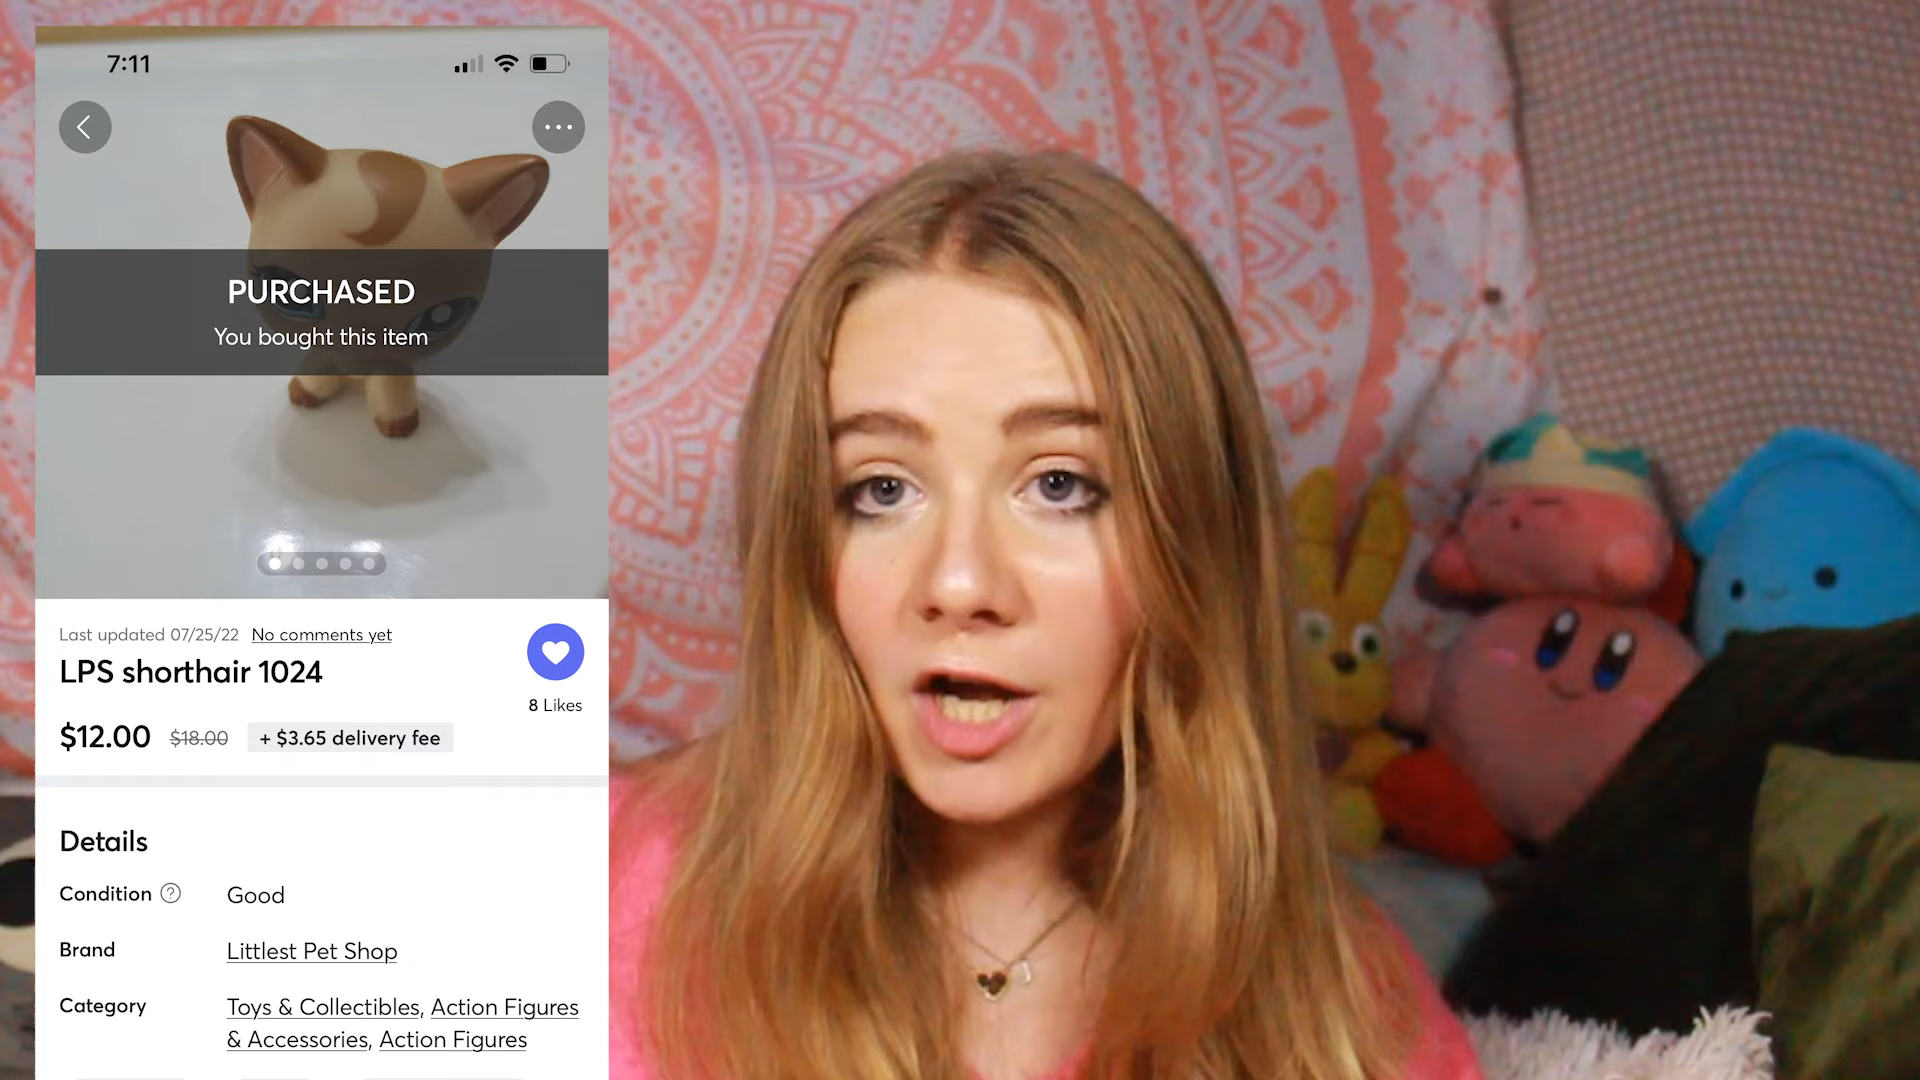 7:11
PURCHASED
You bought this item
Last updated 07/25/22 No comments yet
LPS shorthair 1024
8 Likes
$12.00 $18.00 + $3.65 delivery fee
Details
Condition ? Good
Brand Littlest Pet Shop
Category Toys & Collectibles, Action Figures
& Accessories, Action Figures